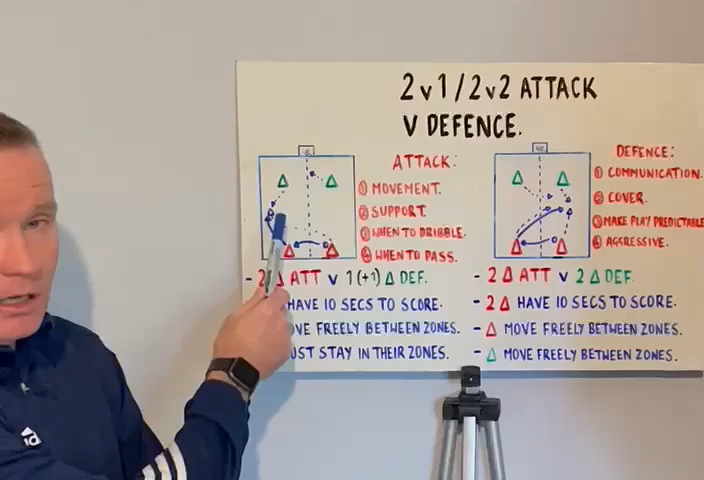 2v1/2v2 ATTACK
V DEFENCE.
ATTACK:
① MOVEMENT.
② SUPPORT.
③ WHEN TO DRIBBLE.
④ WHEN TO PASS.
DEFENCE:
① COMMUNICATION.
② COVER.
③ MAKE PLAY PREDICTABLE
④ AGGRESSIVE.
- 2 Δ ATT v 1(+1) Δ DEF.
HAVE 10 SECS TO SCORE.
OVE FREELY BETWEEN ZONES.
UST STAY IN THEIR ZONES.
- 2 Δ ATT v 2 Δ DEF.
- 2 Δ HAVE 10 SECS TO SCORE.
- Δ MOVE FREELY BETWEEN ZONES.
- Δ MOVE FREELY BETWEEN ZONES.